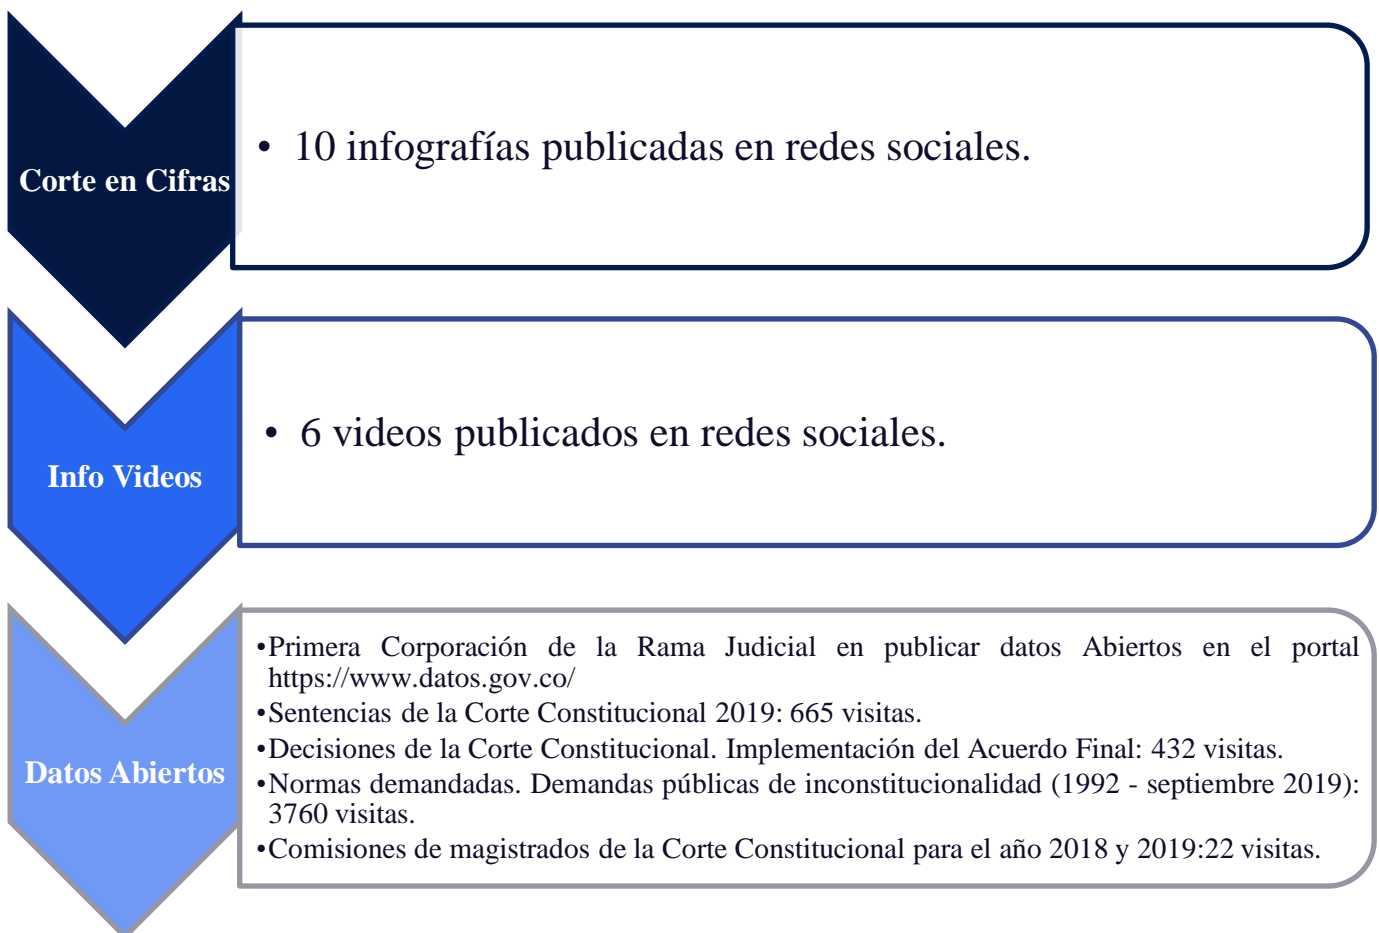 Corte en Cifras
• 10 infografías publicadas en redes sociales.
Info Videos
• 6 videos publicados en redes sociales.
Datos Abiertos
•Primera Corporación de la Rama Judicial en publicar datos Abiertos en el portal
https://www.datos.gov.co/
•Sentencias de la Corte Constitucional 2019: 665 visitas.
•Decisiones de la Corte Constitucional. Implementación del Acuerdo Final: 432 visitas.
•Normas demandadas. Demandas públicas de inconstitucionalidad (1992 - septiembre 2019):
3760 visitas.
•Comisiones de magistrados de la Corte Constitucional para el año 2018 y 2019:22 visitas.